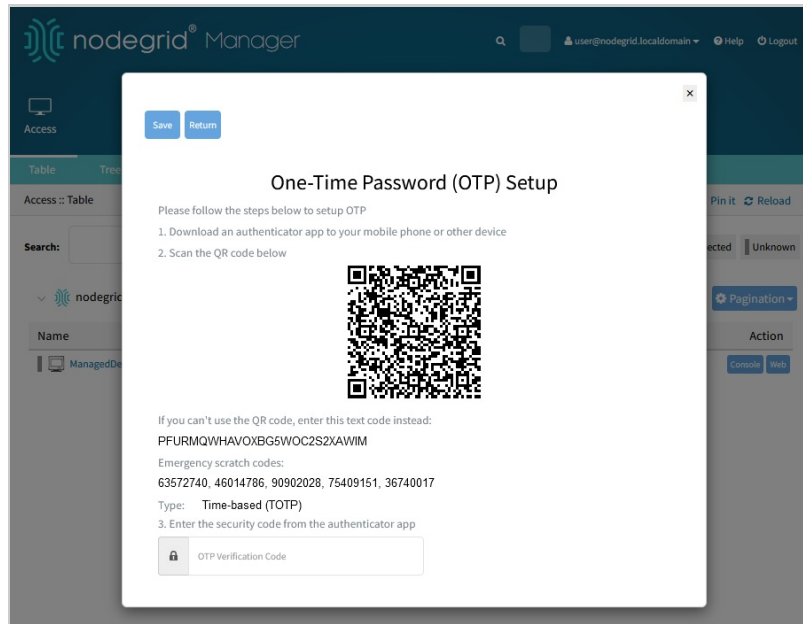 nodegrid® Manager
user@nodegrid.localdomain
Help
Logout
Access
Table
Tree
Access :: Table
Pin it
Reload
Search:
Unknown
Pagination
Name
Action
Console
Web
Save
Return
One-Time Password (OTP) Setup
Please follow the steps below to setup OTP
1. Download an authenticator app to your mobile phone or other device
2. Scan the QR code below
If you can't use the QR code, enter this text code instead:
PFURMQWHAVOXBG5WOC2S2XAWIM
Emergency scratch codes:
63572740, 46014786, 90902028, 75409151, 36740017
Type: Time-based (TOTP)
3. Enter the security code from the authenticator app
OTP Verification Code